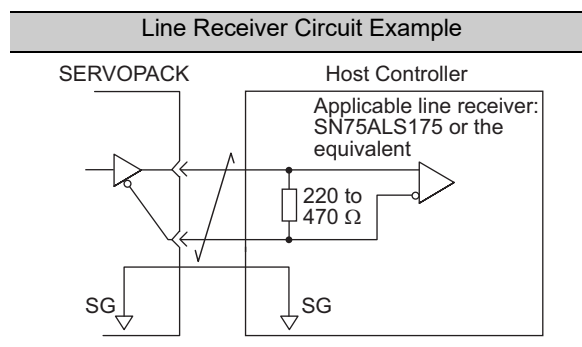 Line Receiver Circuit Example
SERVOPACK
Host Controller
Applicable line receiver:
SN75ALS175 or the
equivalent
220 to
470 Ω
SG
SG